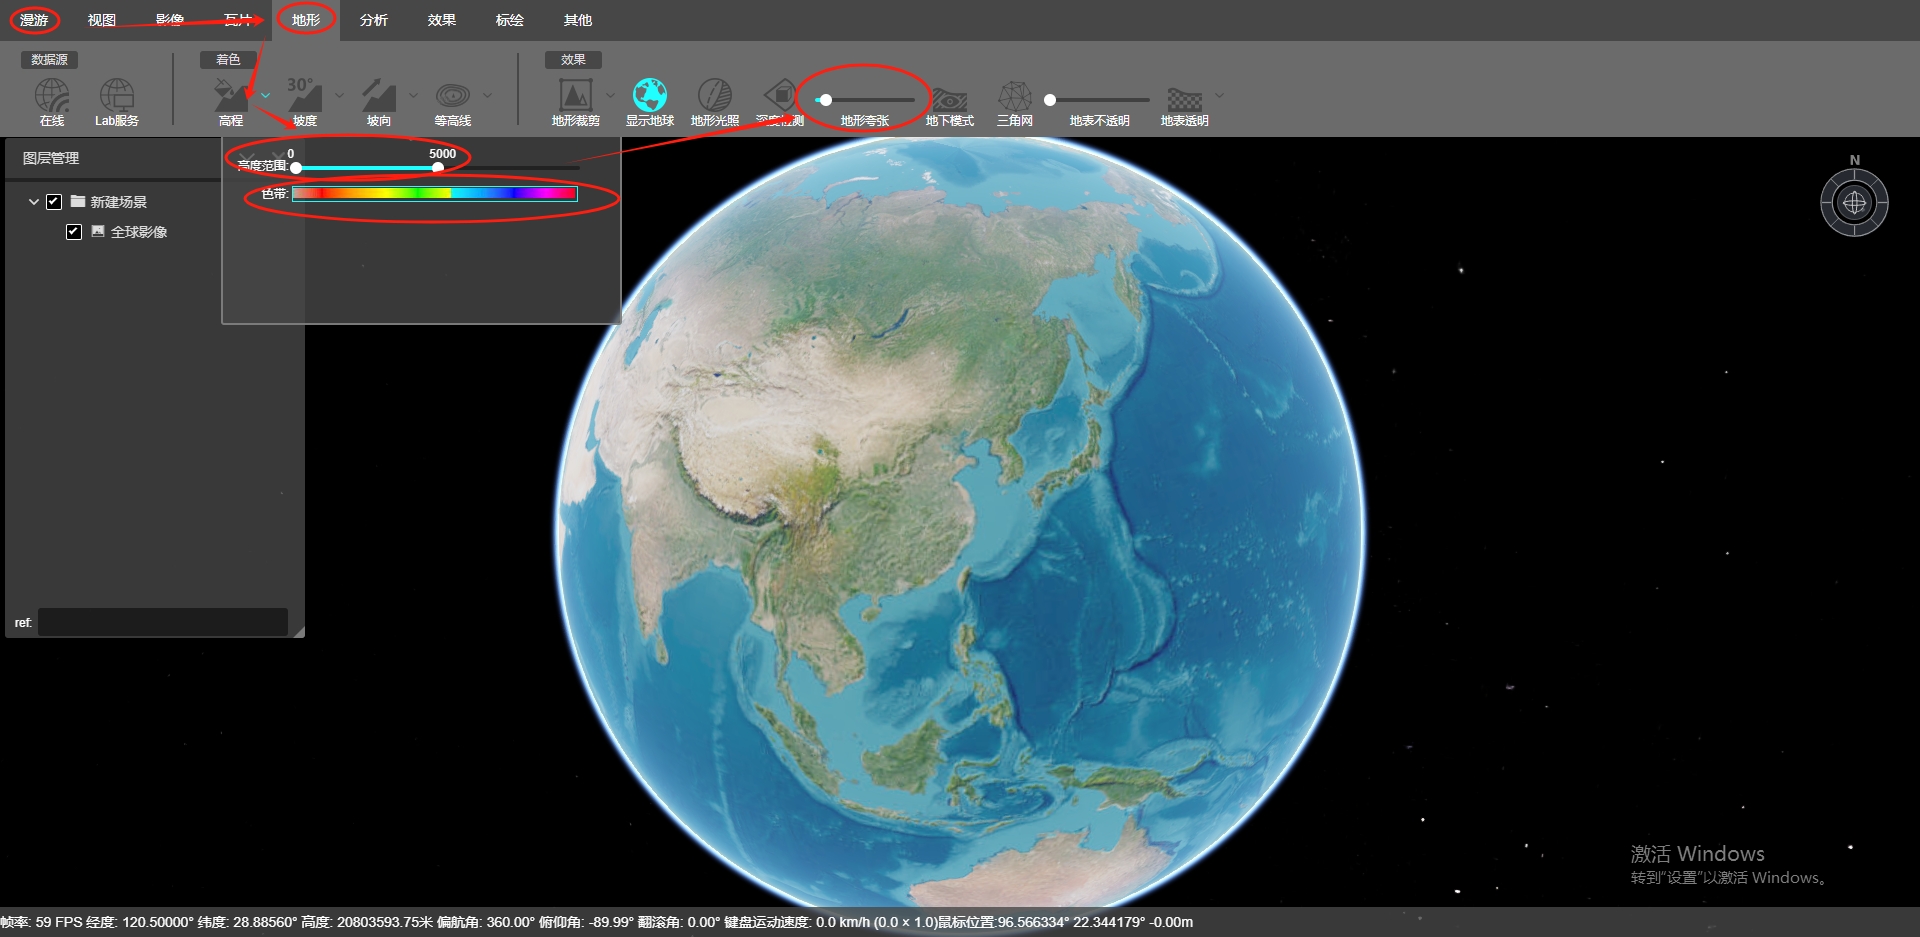 漫游 视图 影像 瓦片 地形 分析 效果 标绘 其他
数据源 着色 效果
30°
在线 Lab服务 高程 坡度 坡向 等高线 地形裁剪 显示地球 地形光照 深度检测 地形夸张 地下模式 三角网 地表不透明 地表透明
图层管理
0 5000
高度范围:
色带:
新建场景
全球影像
ref:
N
激活 Windows
转到"设置"以激活 Windows。
帧率: 59 FPS 经度: 120.50000° 纬度: 28.88560° 高度: 20803593.75米 偏航角: 360.00° 俯仰角: -89.99° 翻滚角: 0.00° 键盘运动速度: 0.0 km/h (0.0 × 1.0)鼠标位置:96.566334° 22.344179° -0.00m